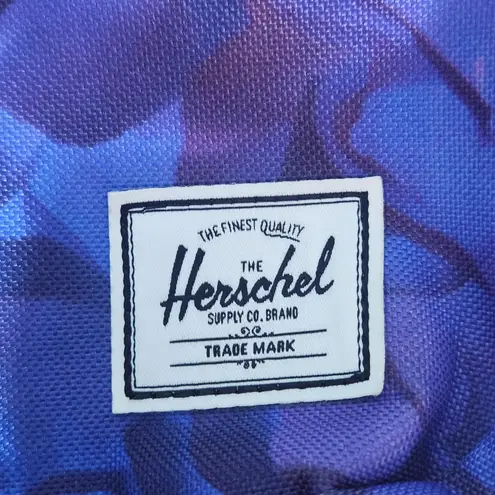 THE FINEST QUALITY
THE
Herschel
SUPPLY CO. BRAND
TRADE MARK